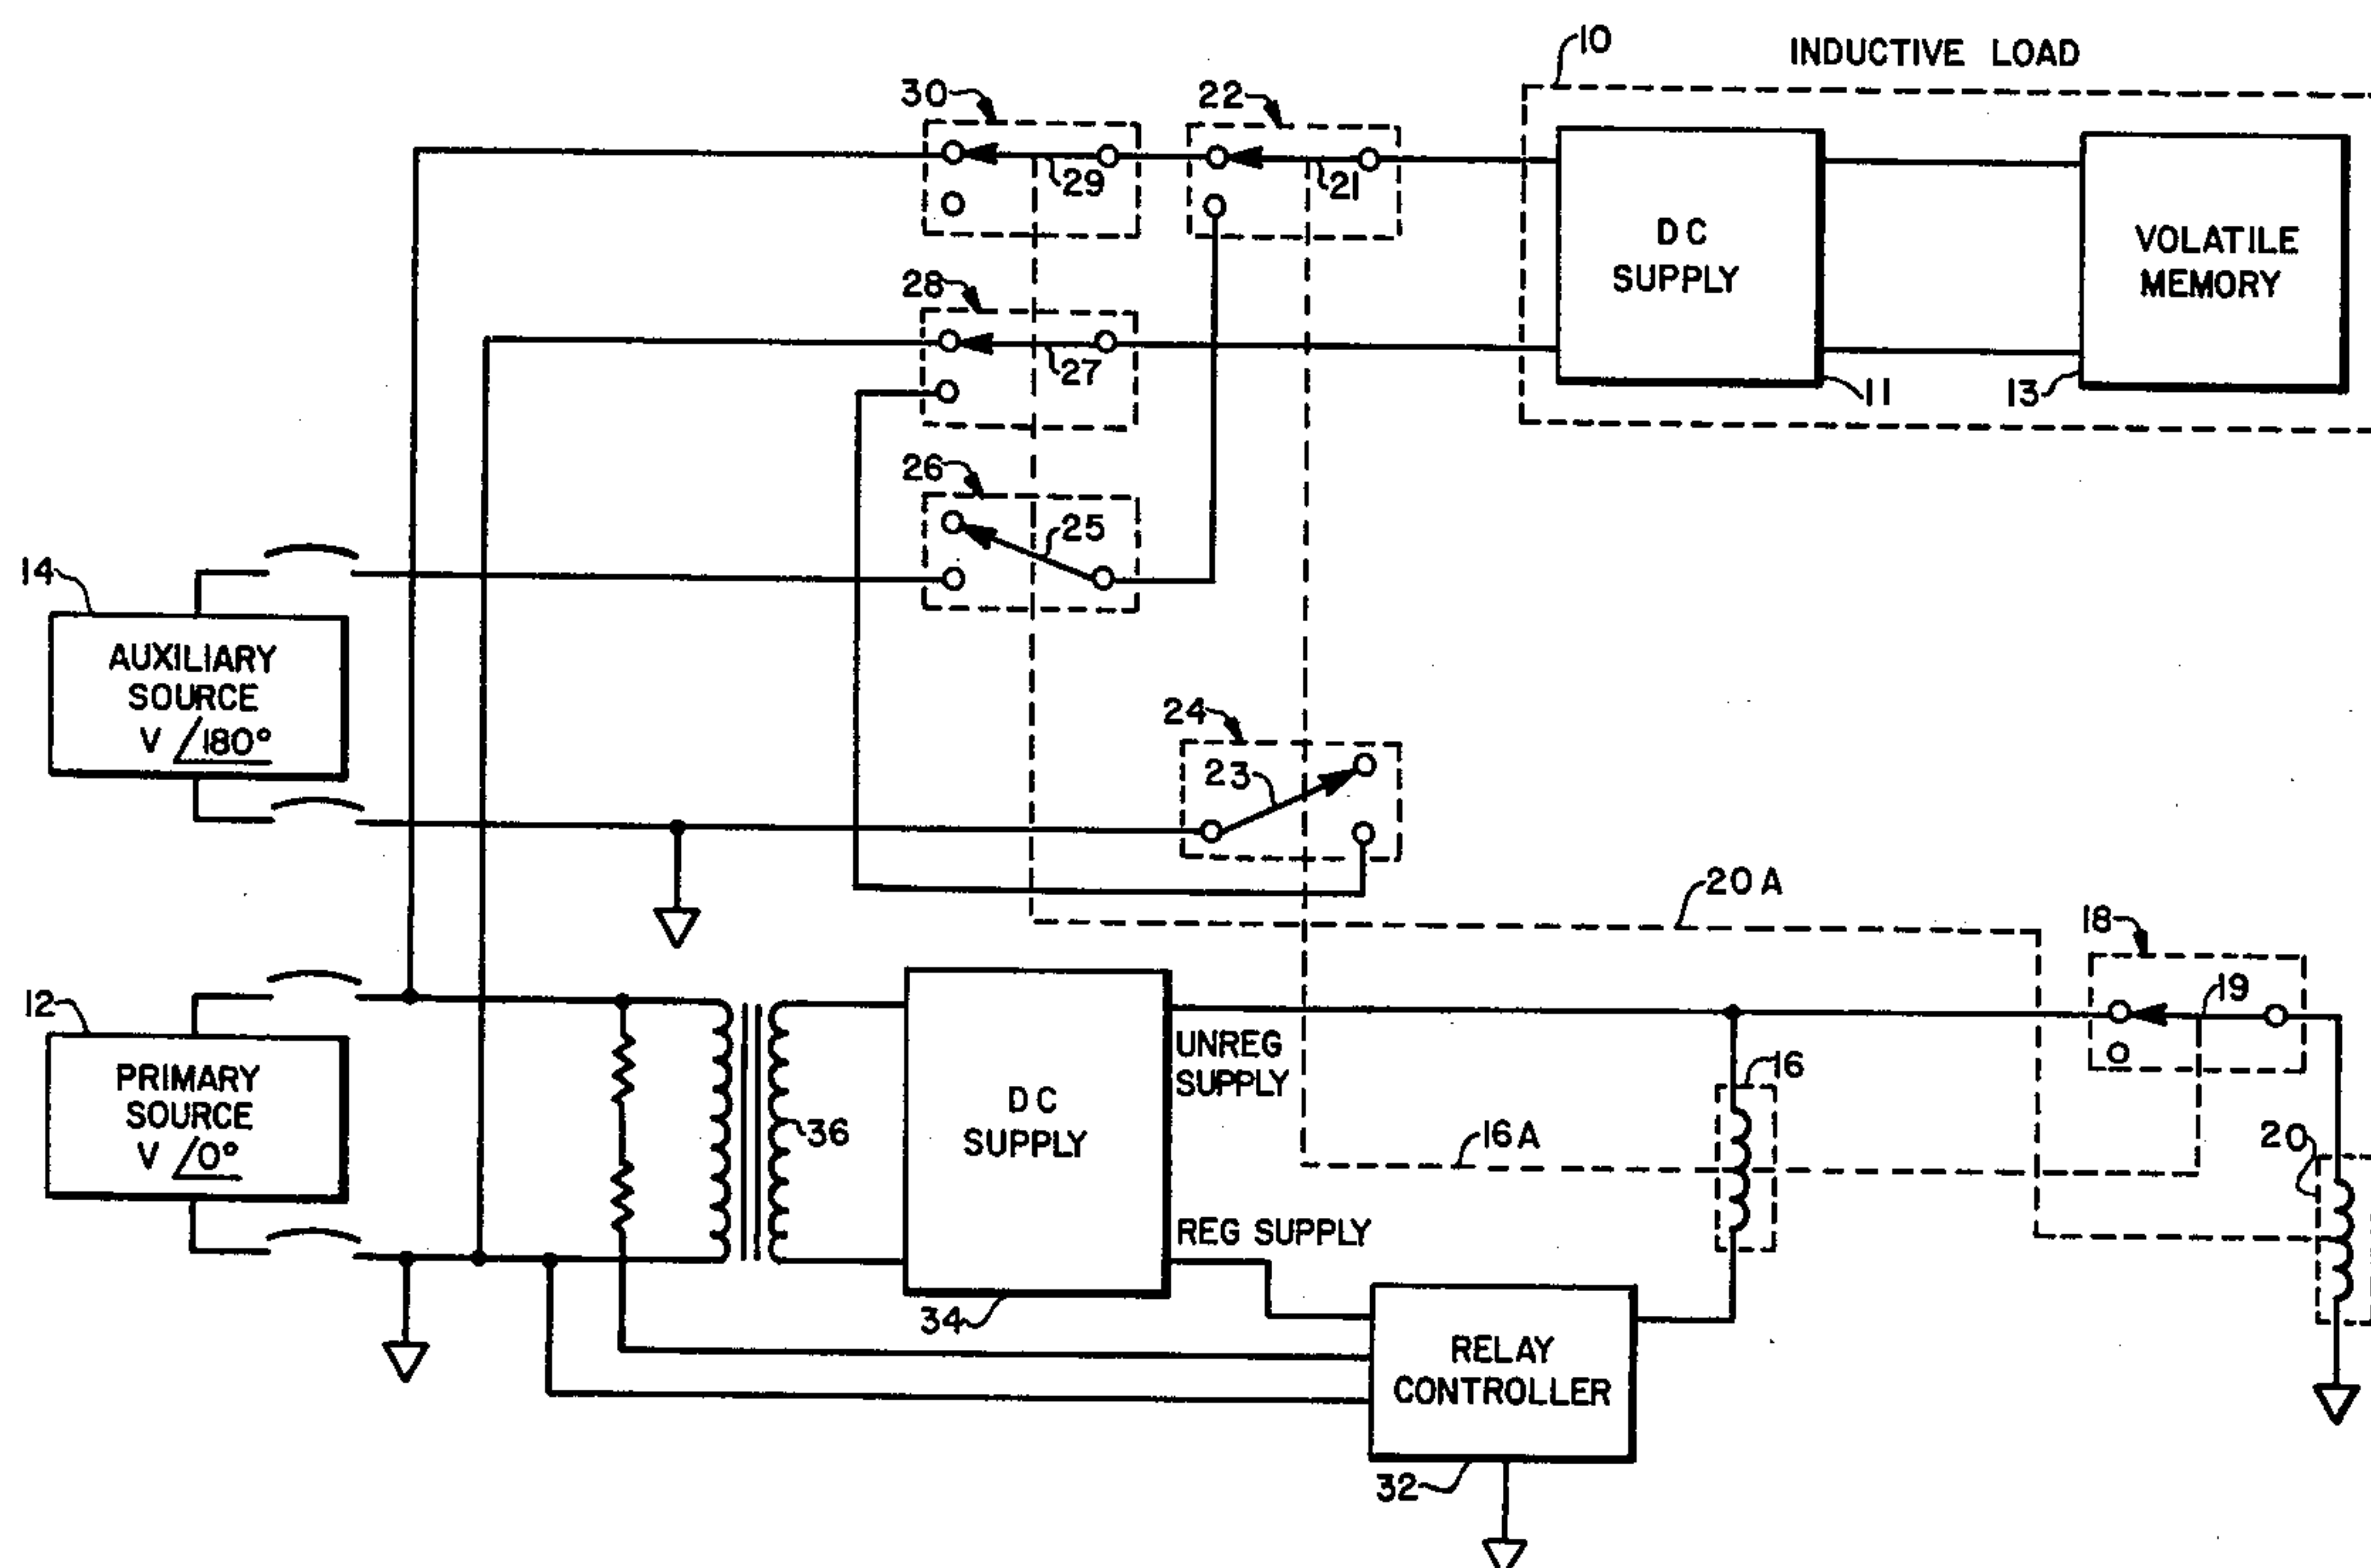 10
INDUCTIVE LOAD
30
22
29
21
DC
SUPPLY
VOLATILE
MEMORY
28
27
11
13
26
25
14
AUXILIARY
SOURCE
V /180°
24
23
20A
18
19
12
PRIMARY
SOURCE
V /0°
36
DC
SUPPLY
UNREG
SUPPLY
16
16A
20
REG SUPPLY
34
RELAY
CONTROLLER
32